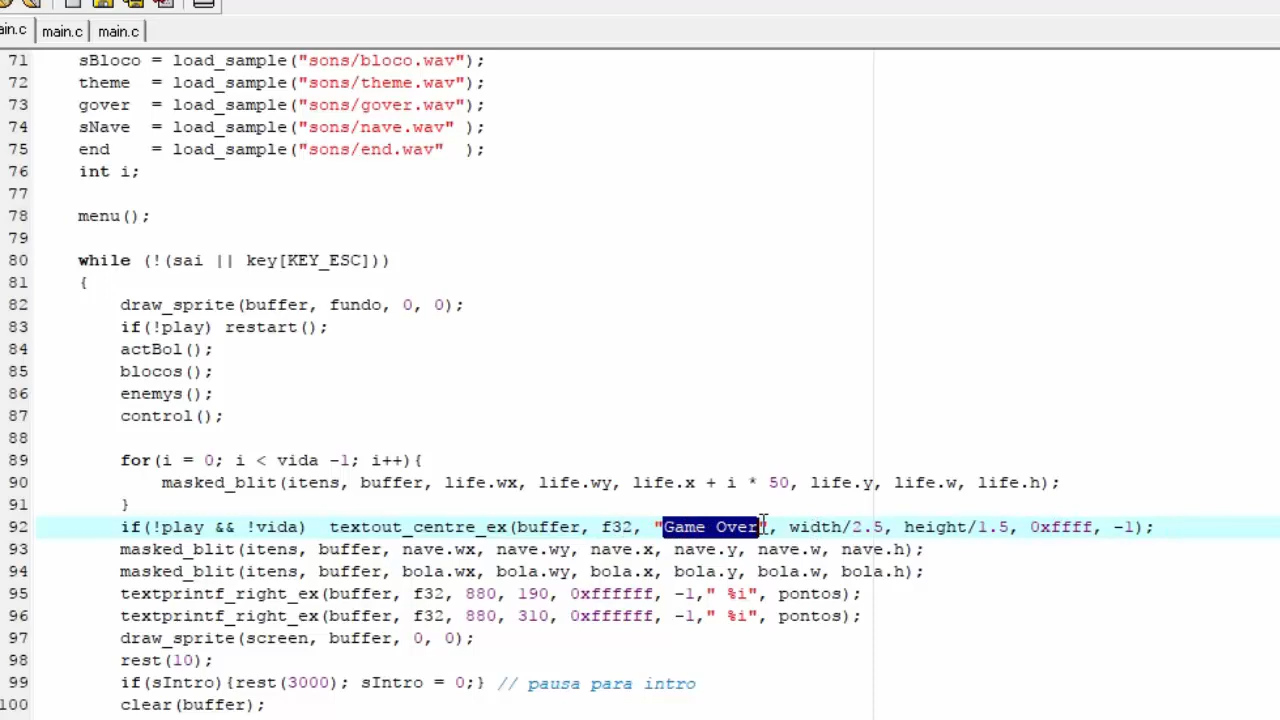 ain.c main.c main.c
71 sBloco = load_sample("sons/bloco.wav");
72 theme  = load_sample("sons/theme.wav");
73 gover  = load_sample("sons/gover.wav");
74 sNave  = load_sample("sons/nave.wav" );
75 end    = load_sample("sons/end.wav"  );
76 int i;
77
78 menu();
79
80 while (!(sai || key[KEY_ESC]))
81 {
82     draw_sprite(buffer, fundo, 0, 0);
83     if(!play) restart();
84     actBol();
85     blocos();
86     enemys();
87     control();
88
89     for(i = 0; i < vida -1; i++){
90         masked_blit(itens, buffer, life.wx, life.wy, life.x + i * 50, life.y, life.w, life.h);
91     }
92     if(!play && !vida)  textout_centre_ex(buffer, f32, "Game Over", width/2.5, height/1.5, 0xffff, -1);
93     masked_blit(itens, buffer, nave.wx, nave.wy, nave.x, nave.y, nave.w, nave.h);
94     masked_blit(itens, buffer, bola.wx, bola.wy, bola.x, bola.y, bola.w, bola.h);
95     textprintf_right_ex(buffer, f32, 880, 190, 0xffffff, -1," %i", pontos);
96     textprintf_right_ex(buffer, f32, 880, 310, 0xffffff, -1," %i", pontos);
97     draw_sprite(screen, buffer, 0, 0);
98     rest(10);
99     if(sIntro){rest(3000); sIntro = 0;} // pausa para intro
100     clear(buffer);